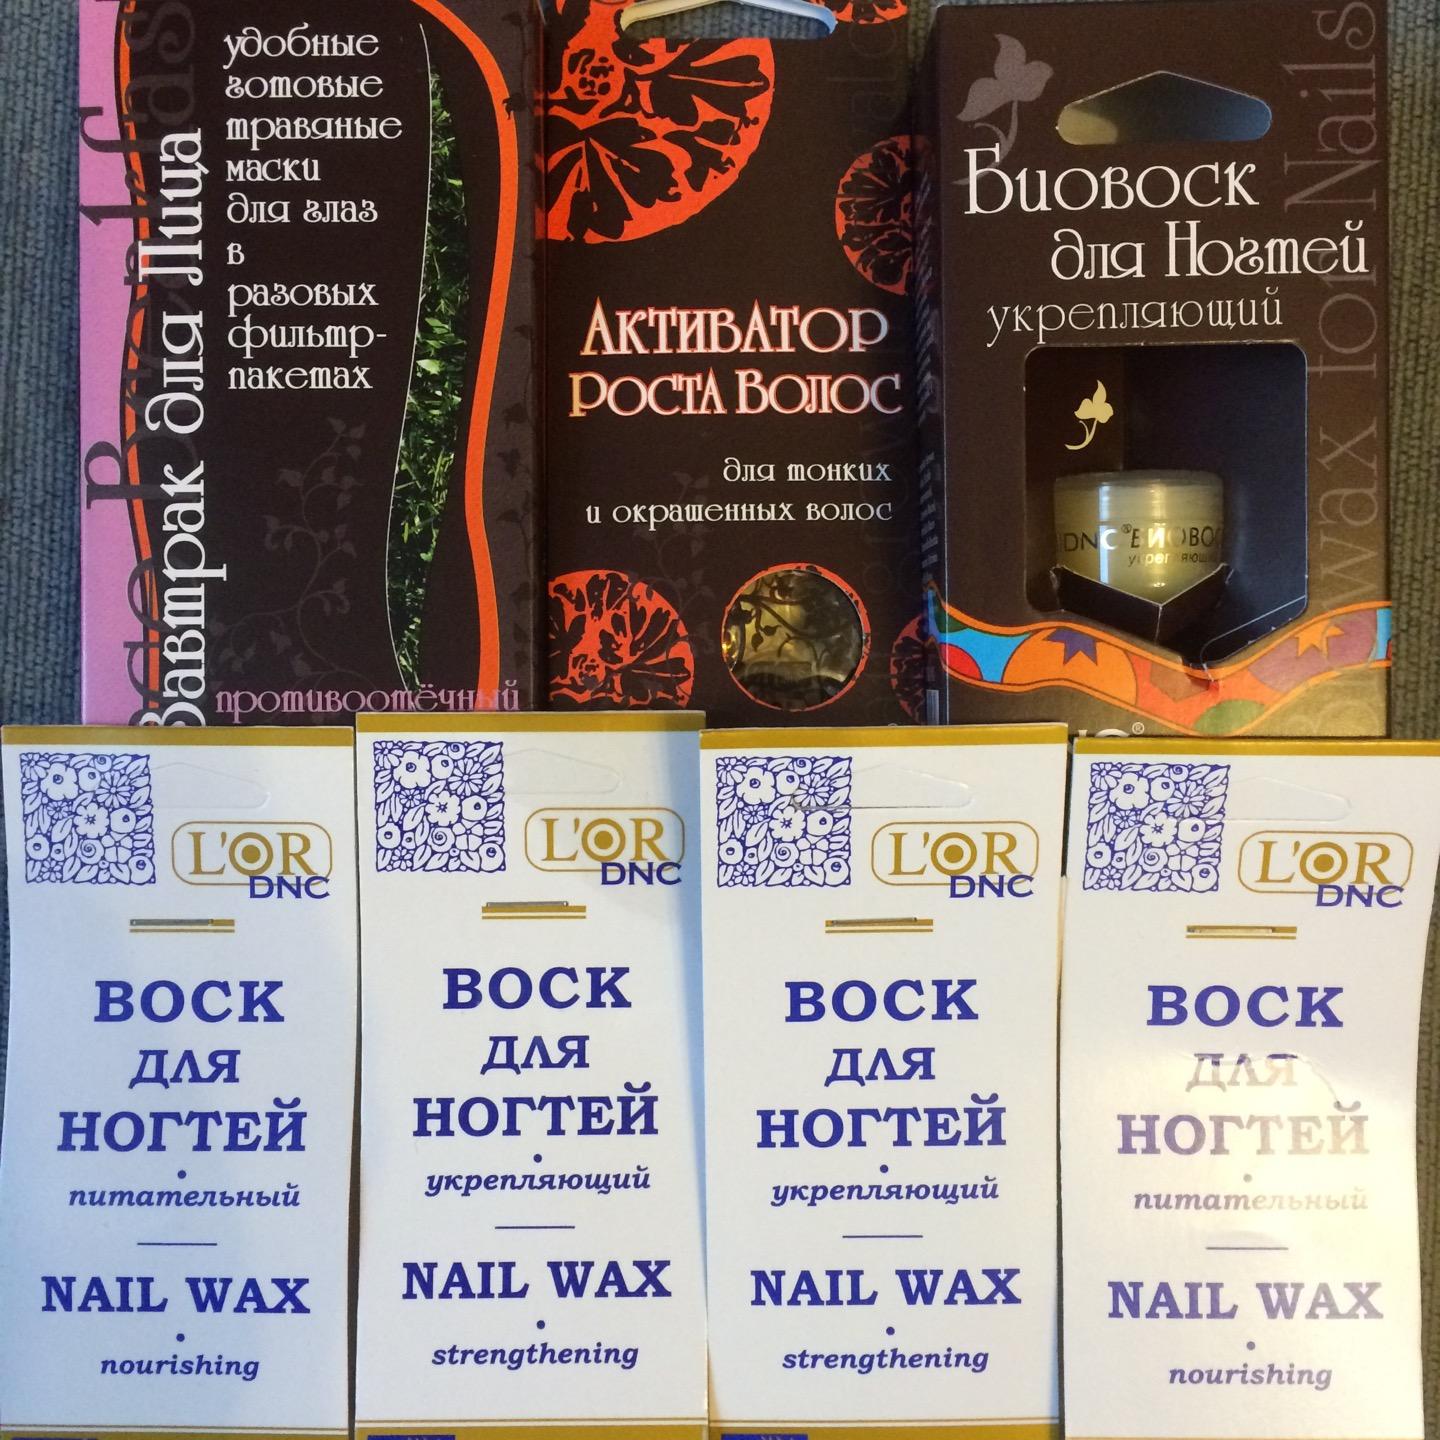 Завтрак для Лица
удобные
готовые
травяные
маски
для глаз
в
разовых
фильтр-
пакетах
противоотёчный
АКТИВАТОР
РОСТА ВОЛОС
для тонких
и окрашенных волос
Биовоск
для Ногтей
укрепляющий
Biowax for Nails
L'OR
DNC
ВОСК
ДЛЯ
НОГТЕЙ
•
питательный
NAIL WAX
•
nourishing
L'OR
DNC
ВОСК
ДЛЯ
НОГТЕЙ
•
укрепляющий
NAIL WAX
•
strengthening
L'OR
DNC
ВОСК
ДЛЯ
НОГТЕЙ
•
укрепляющий
NAIL WAX
•
strengthening
L'OR
DNC
ВОСК
ДЛЯ
НОГТЕЙ
•
питательный
NAIL WAX
•
nourishing